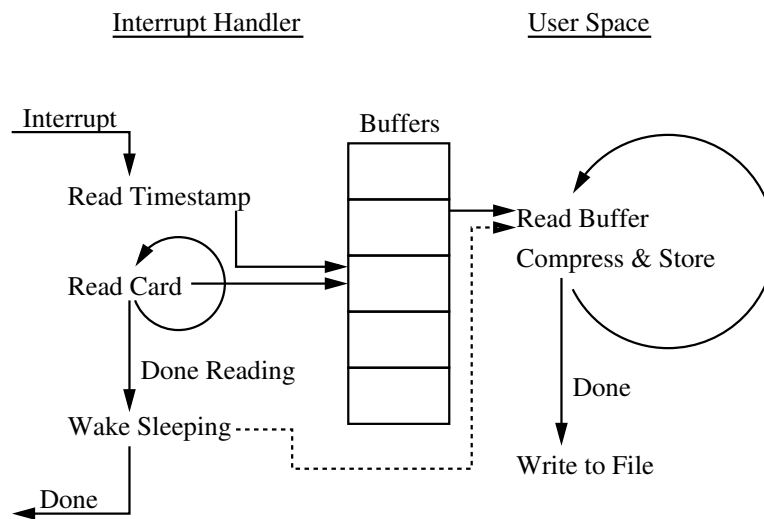 Interrupt Handler
User Space
Interrupt
Buffers
Read Timestamp
Read Buffer
Compress & Store
Read Card
Done Reading
Done
Wake Sleeping
Write to File
Done